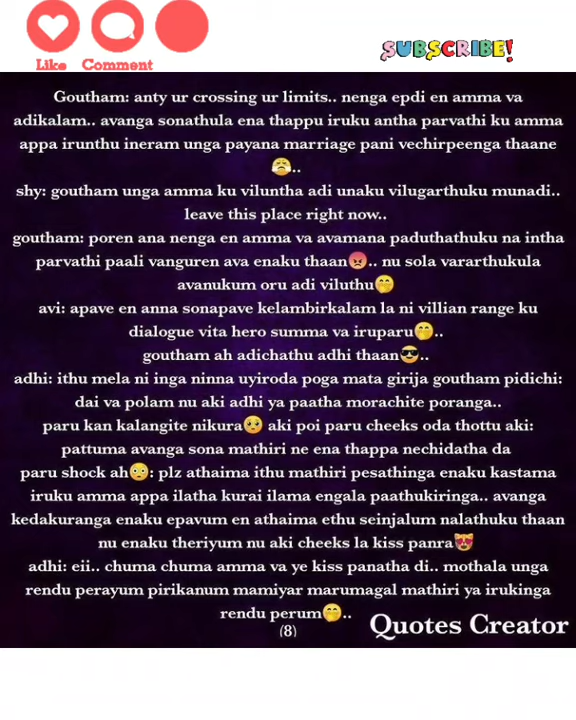 Like Comment
SUBSCRIBE!
Goutham: anty ur crossing ur limits.. nenga epdi en amma va
adikalam.. avanga sonathula ena thappu iruku antha parvathi ku amma
appa irunthu ineram unga payana marriage pani vechirpeenga thaane
😤..
shy: goutham unga amma ku viluntha adi unaku vilugarthuku munadi..
leave this place right now..
goutham: poren ana nenga en amma va avamana paduthathuku na intha
parvathi paali vanguren ava enaku thaan😡.. nu sola vararthukula
avanukum oru adi viluthu🤭
avi: apave en anna sonapave kelambirkalam la ni villian range ku
dialogue vita hero summa va iruparu🤭..
goutham ah adichathu adhi thaan😎..
adhi: ithu mela ni inga ninna uyiroda poga mata girija goutham pidichi:
dai va polam nu aki adhi ya paatha morachite poranga..
paru kan kalangite nikura🥺 aki poi paru cheeks oda thottu aki:
pattuma avanga sona mathiri ne ena thappa nechidatha da
paru shock ah😳: plz athaima ithu mathiri pesathinga enaku kastama
iruku amma appa ilatha kurai ilama engala paathukiringa.. avanga
kedakuranga enaku epavum en athaima ethu seinjalum nalathuku thaan
nu enaku theriyum nu aki cheeks la kiss panra😻
adhi: eii.. chuma chuma amma va ye kiss panatha di.. mothala unga
rendu perayum pirikanum mamiyar marumagal mathiri ya irukinga
rendu perum🤭..
(8)
Quotes Creator